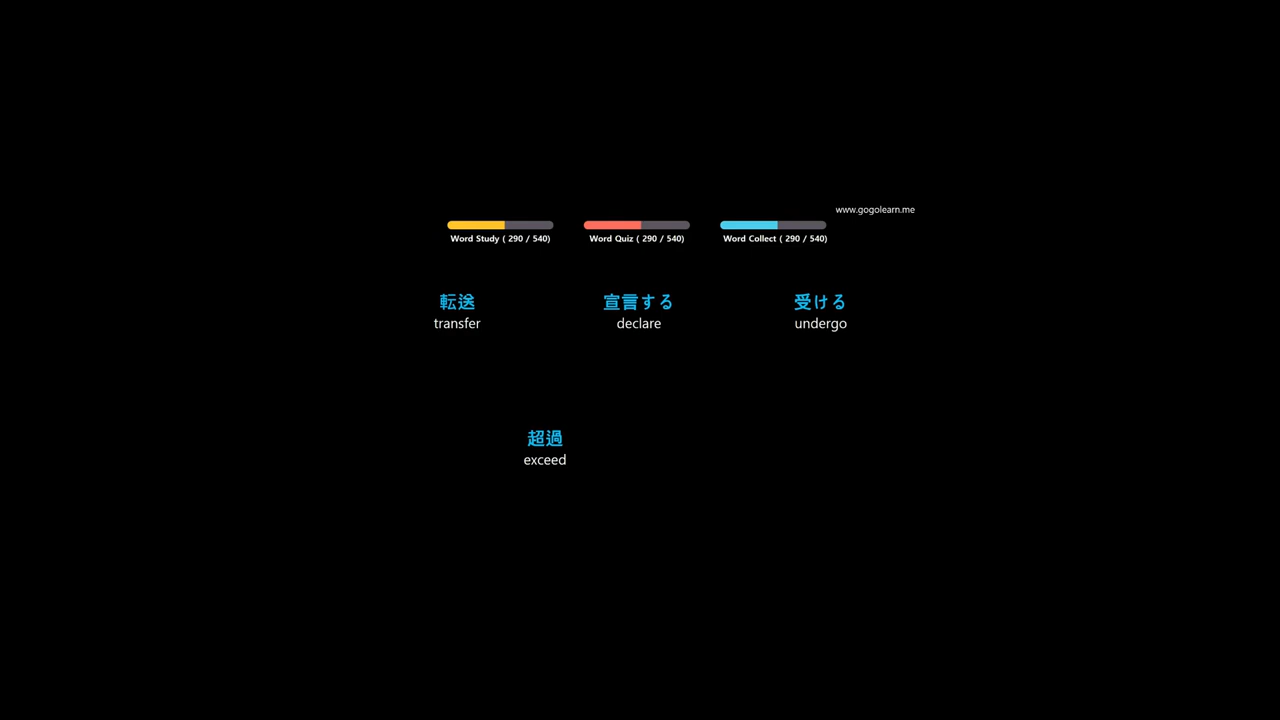 www.gogolearn.me
Word Study ( 290 / 540)
Word Quiz ( 290 / 540)
Word Collect ( 290 / 540)
転送
transfer
宣言する
declare
受ける
undergo
超過
exceed